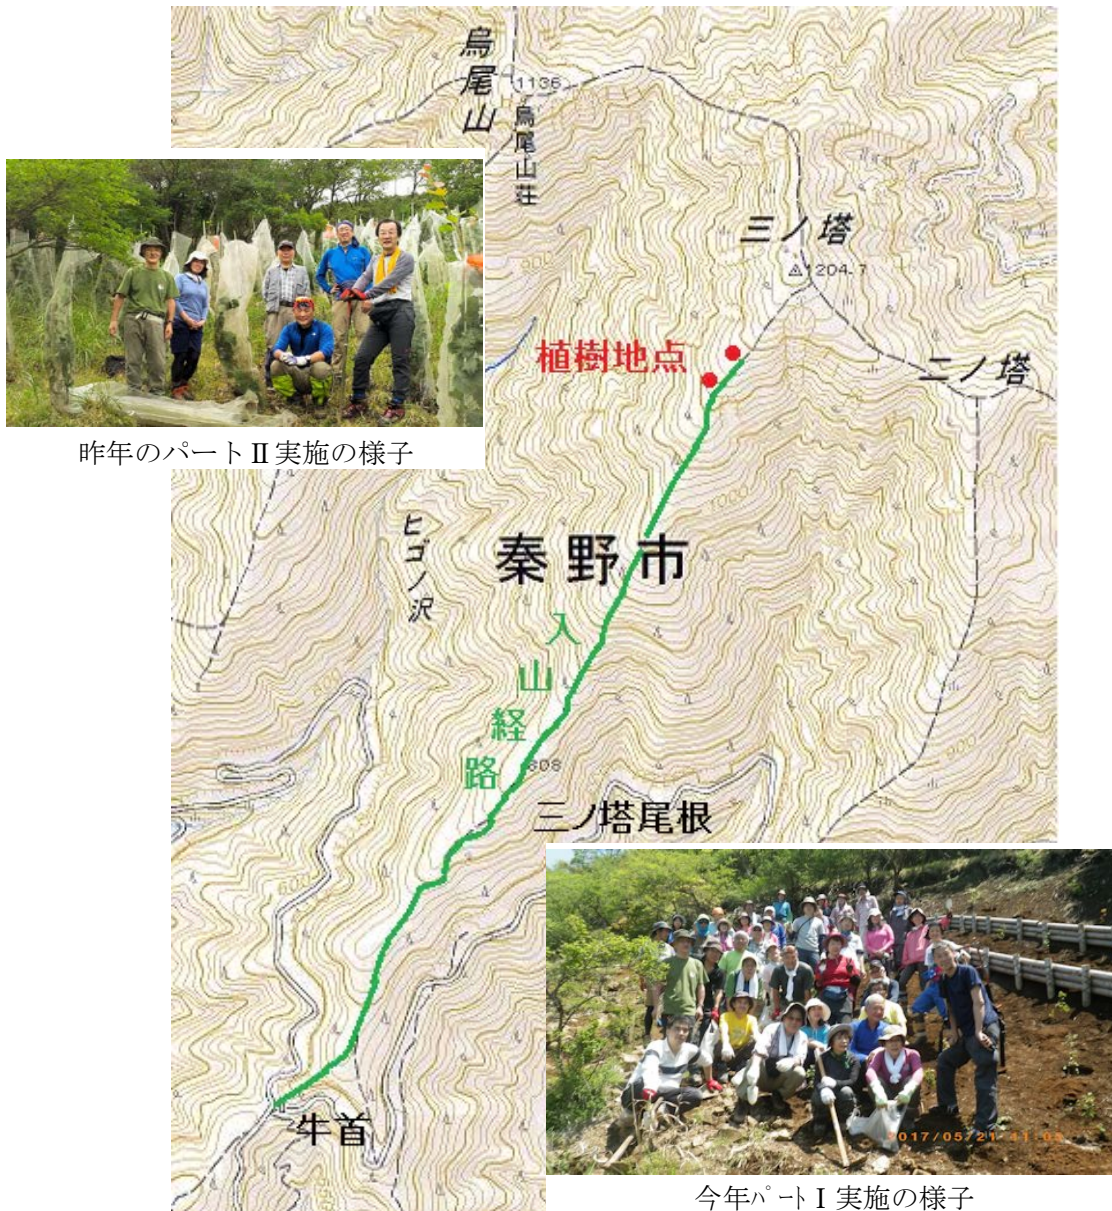 鳥尾山
1136
鳥尾山荘
三ノ塔
1204.7
植樹地点
二ノ塔
昨年のパートⅡ実施の様子
ヒゴノ沢
秦野市
入山経路
808
三ノ塔尾根
600
牛首
2017/05/21
今年パートⅠ実施の様子